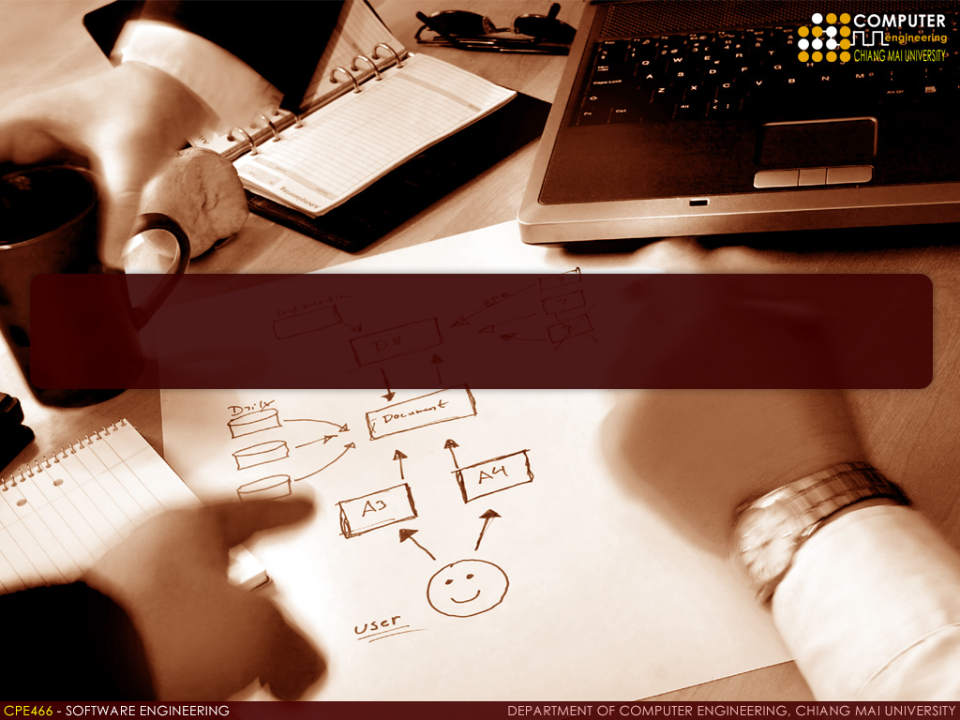 COMPUTER
engineering
CHIANG MAI UNIVERSITY
DB
Document
A3
A4
user
CPE466 - SOFTWARE ENGINEERING
DEPARTMENT OF COMPUTER ENGINEERING, CHIANG MAI UNIVERSITY